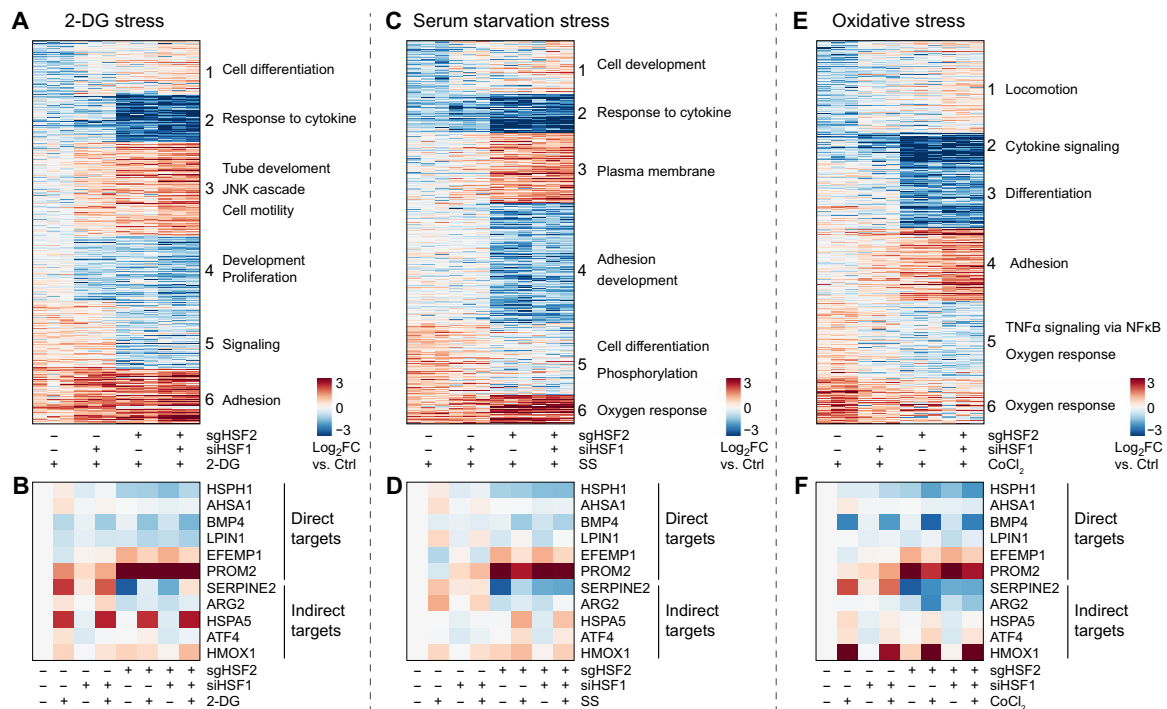 A 2-DG stress
1 Cell differentiation
2 Response to cytokine
Tube develoment
3 JNK cascade
Cell motility
4 Development
Proliferation
5 Signaling
6 Adhesion
3
0
−3
Log2FC
vs. Ctrl
− − + + sgHSF2
− + − + siHSF1
+ + + + 2-DG
B
HSPH1
AHSA1
BMP4
LPIN1
EFEMP1
PROM2
SERPINE2
ARG2
HSPA5
ATF4
HMOX1
Direct
targets
Indirect
targets
− − − − + + + + sgHSF2
− − + + − − + + siHSF1
− + − + − + − + 2-DG
C Serum starvation stress
1 Cell development
2 Response to cytokine
3 Plasma membrane
4 Adhesion
development
Cell differentiation
5 Phosphorylation
6 Oxygen response
3
0
−3
Log2FC
vs. Ctrl
− − + + sgHSF2
− + − + siHSF1
+ + + + SS
D
HSPH1
AHSA1
BMP4
LPIN1
EFEMP1
PROM2
SERPINE2
ARG2
HSPA5
ATF4
HMOX1
Direct
targets
Indirect
targets
− − − − + + + + sgHSF2
− − + + − − + + siHSF1
− + − + − + − + SS
E Oxidative stress
1 Locomotion
2 Cytokine signaling
3 Differentiation
4 Adhesion
TNFα signaling via NFκB
5 Oxygen response
6 Oxygen response
3
0
−3
Log2FC
vs. Ctrl
− − + + sgHSF2
− + − + siHSF1
+ + + + CoCl2
F
HSPH1
AHSA1
BMP4
LPIN1
EFEMP1
PROM2
SERPINE2
ARG2
HSPA5
ATF4
HMOX1
Direct
targets
Indirect
targets
− − − − + + + + sgHSF2
− − + + − − + + siHSF1
− + − + − + − + CoCl2